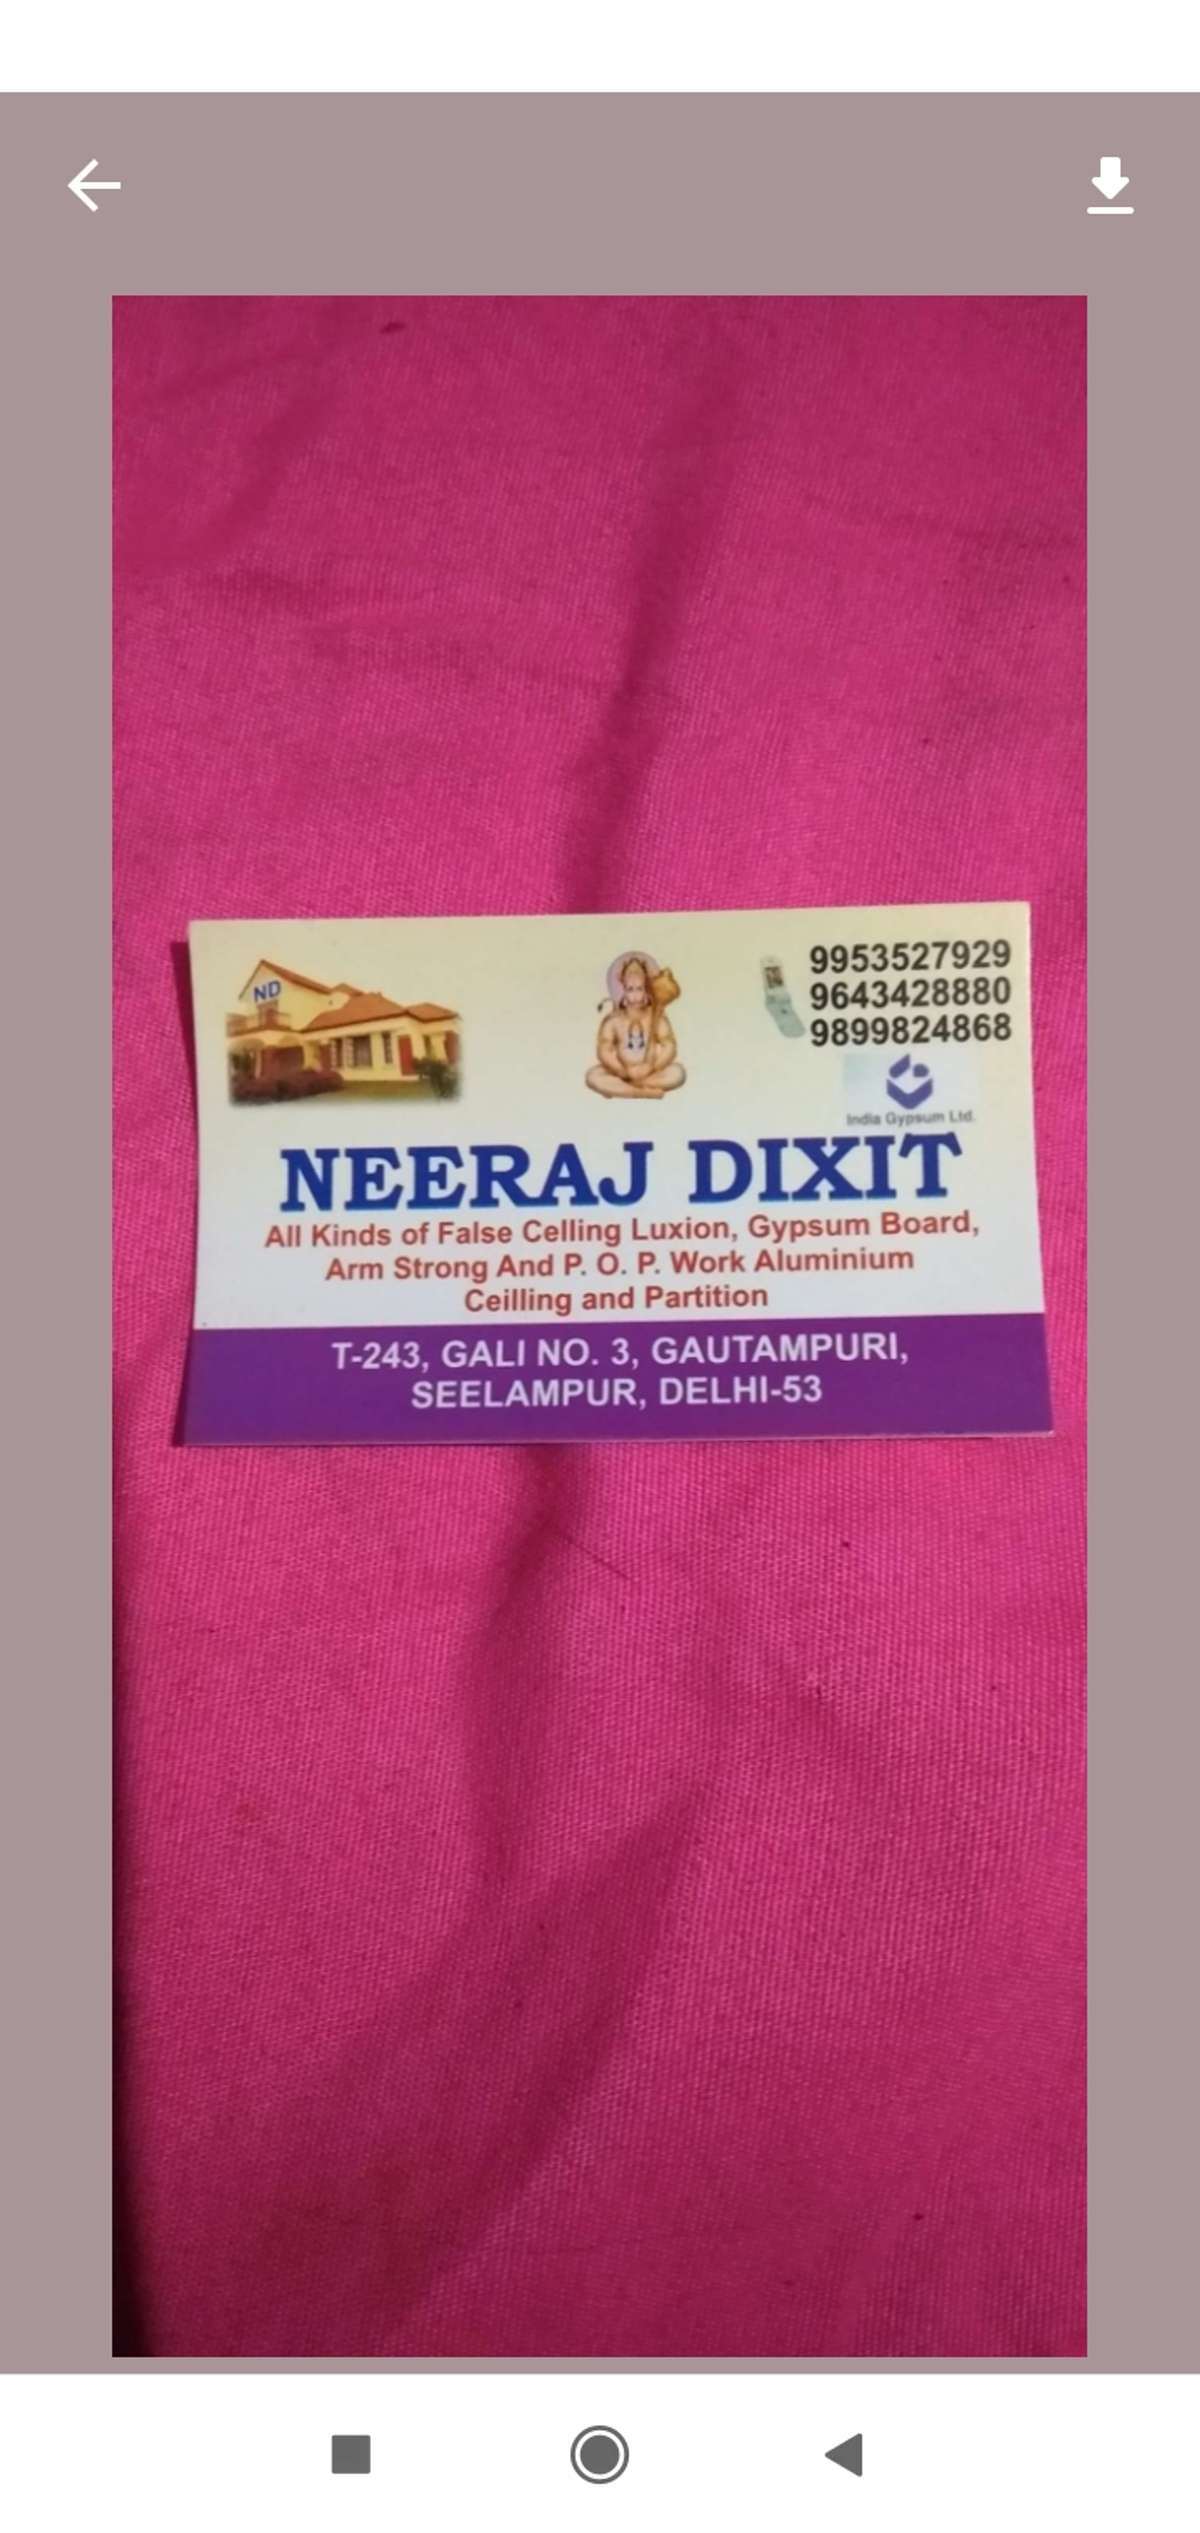 ND
9953527929
9643428880
9899824868
India Gypsum Ltd.
NEERAJ DIXIT
All Kinds of False Celling Luxion, Gypsum Board,
Arm Strong And P. O. P. Work Aluminium
Ceilling and Partition
T-243, GALI NO. 3, GAUTAMPURI,
SEELAMPUR, DELHI-53